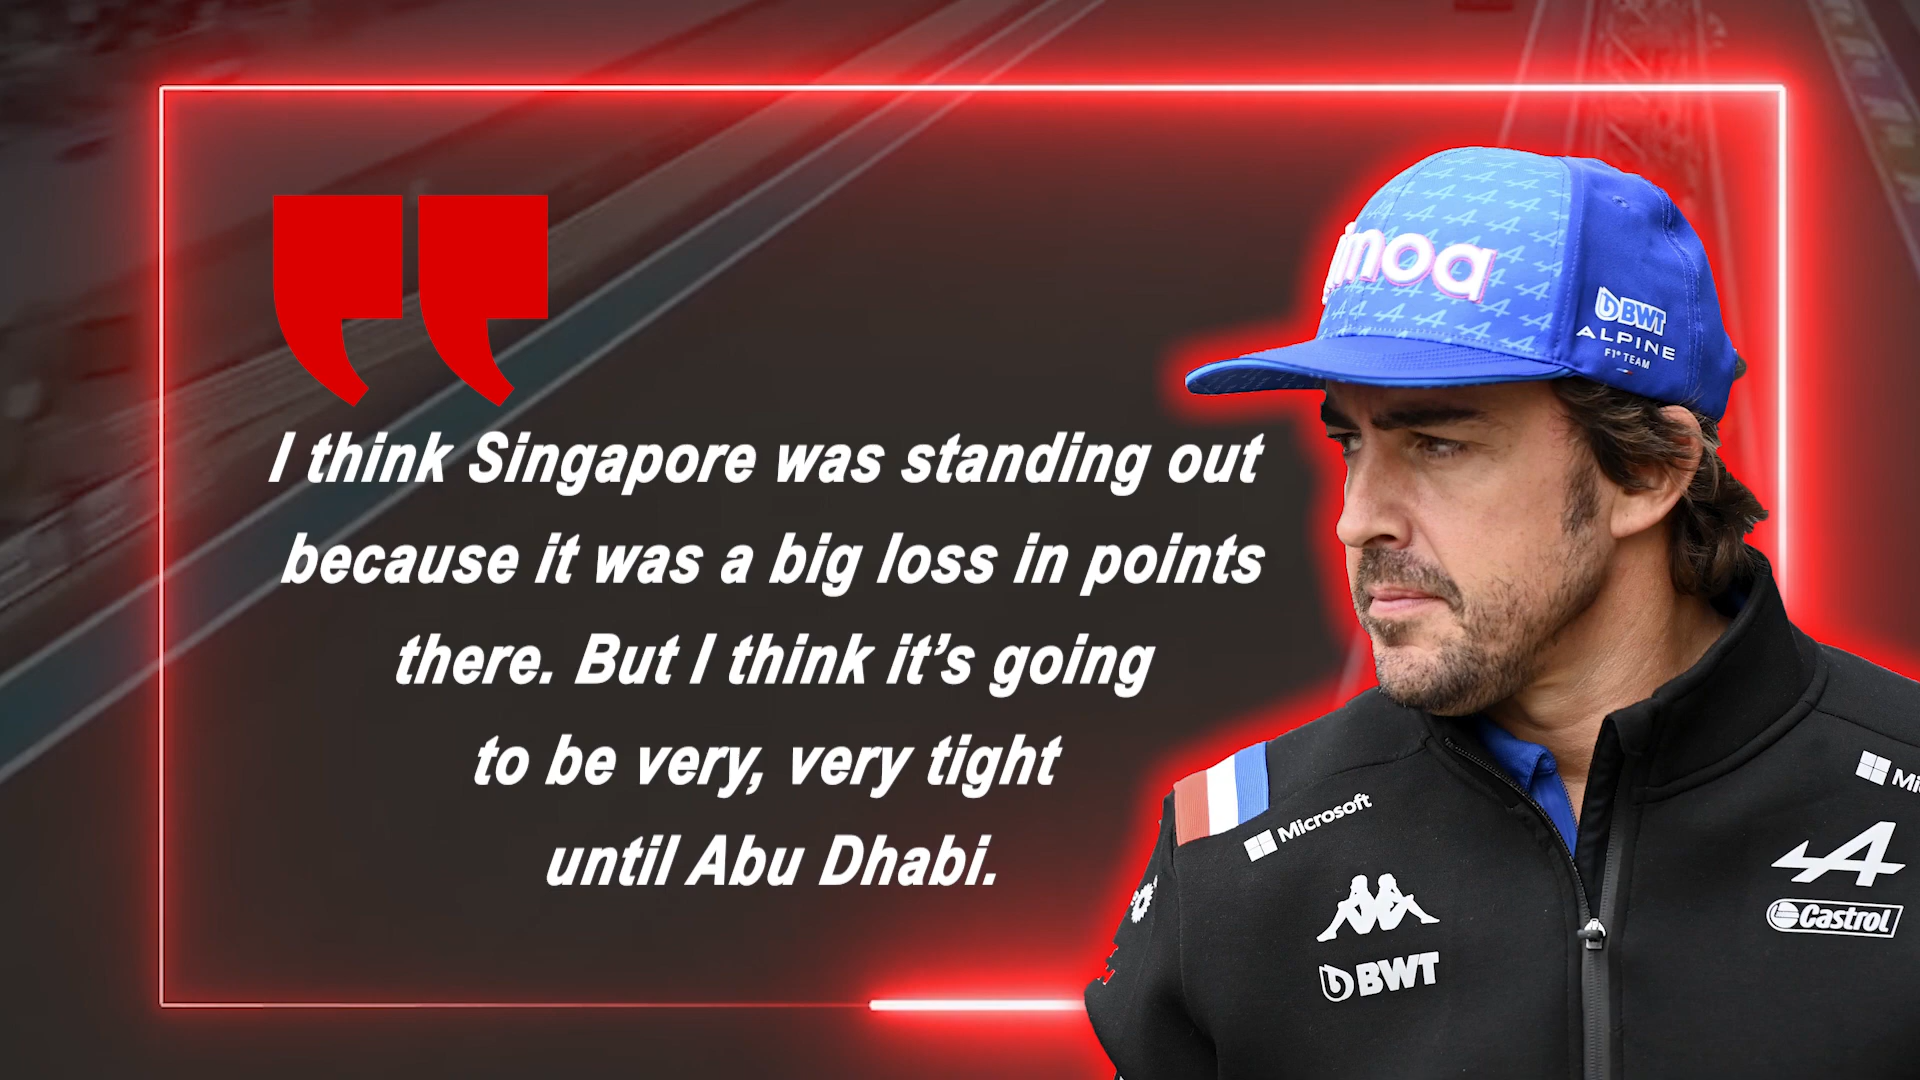 I think Singapore was standing out
because it was a big loss in points
there. But I think it’s going
to be very, very tight
until Abu Dhabi.
BWT
ALPINE
F1® TEAM
Microsoft
BWT
Castrol